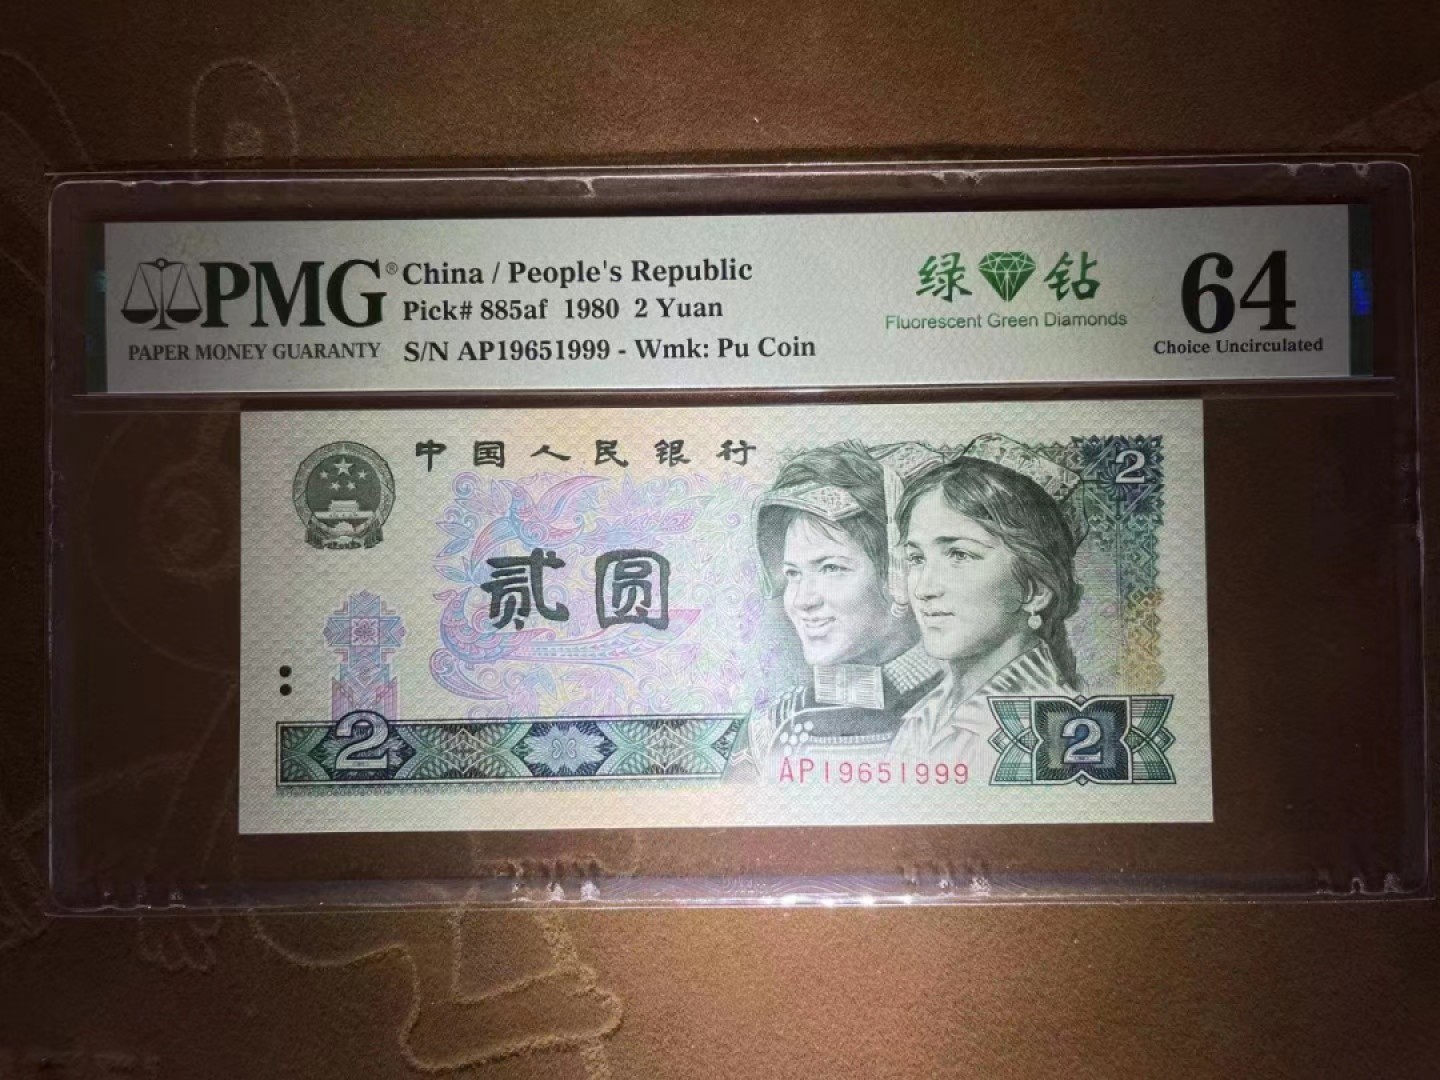 PMG®
PAPER MONEY GUARANTY
China / People's Republic
Pick# 885af 1980 2 Yuan
S/N AP19651999 - Wmk: Pu Coin
绿钻
Fluorescent Green Diamonds
64
Choice Uncirculated
中国人民银行
2
贰圆
2
AP19651999
2